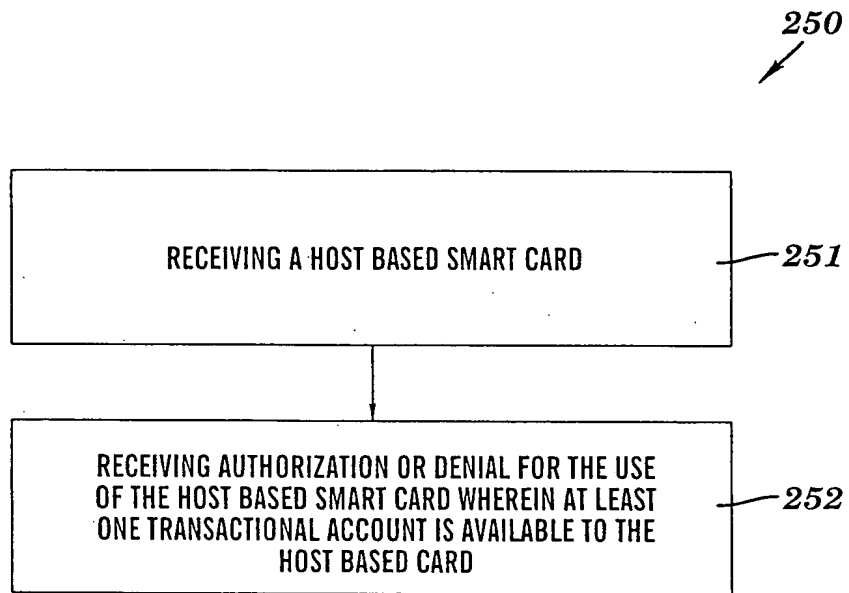 250
RECEIVING A HOST BASED SMART CARD
251
RECEIVING AUTHORIZATION OR DENIAL FOR THE USE
OF THE HOST BASED SMART CARD WHEREIN AT LEAST
ONE TRANSACTIONAL ACCOUNT IS AVAILABLE TO THE
HOST BASED CARD
252